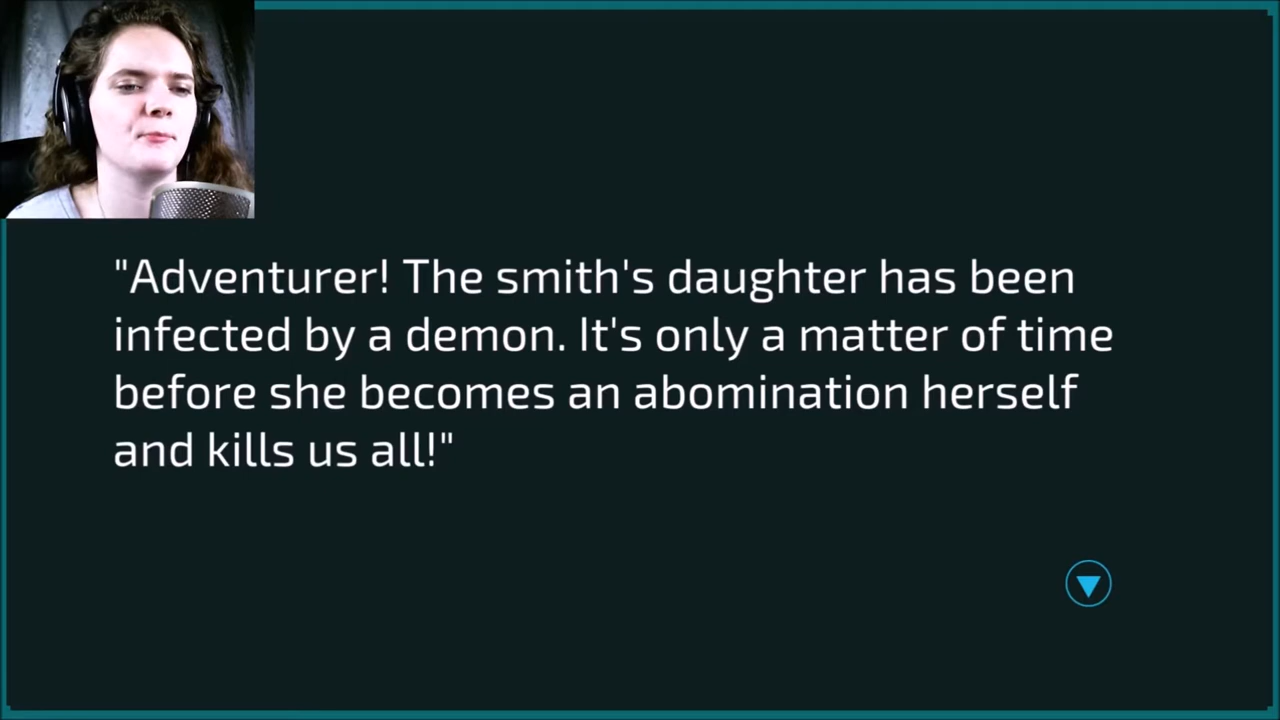 "Adventurer! The smith's daughter has been
infected by a demon. It's only a matter of time
before she becomes an abomination herself
and kills us all!"